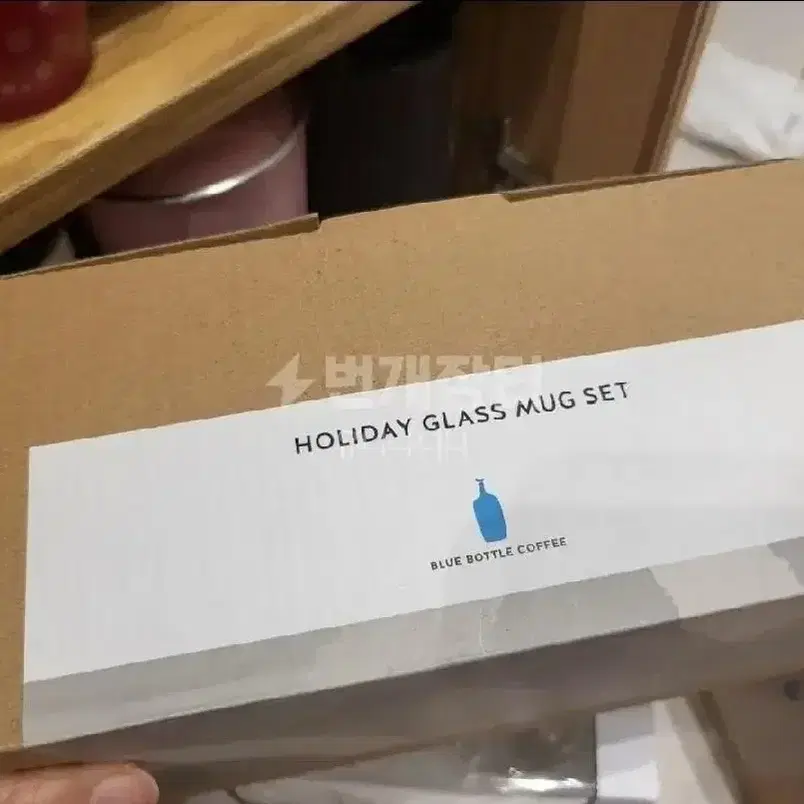 번개장터
HOLIDAY GLASS MUG SET
BLUE BOTTLE COFFEE